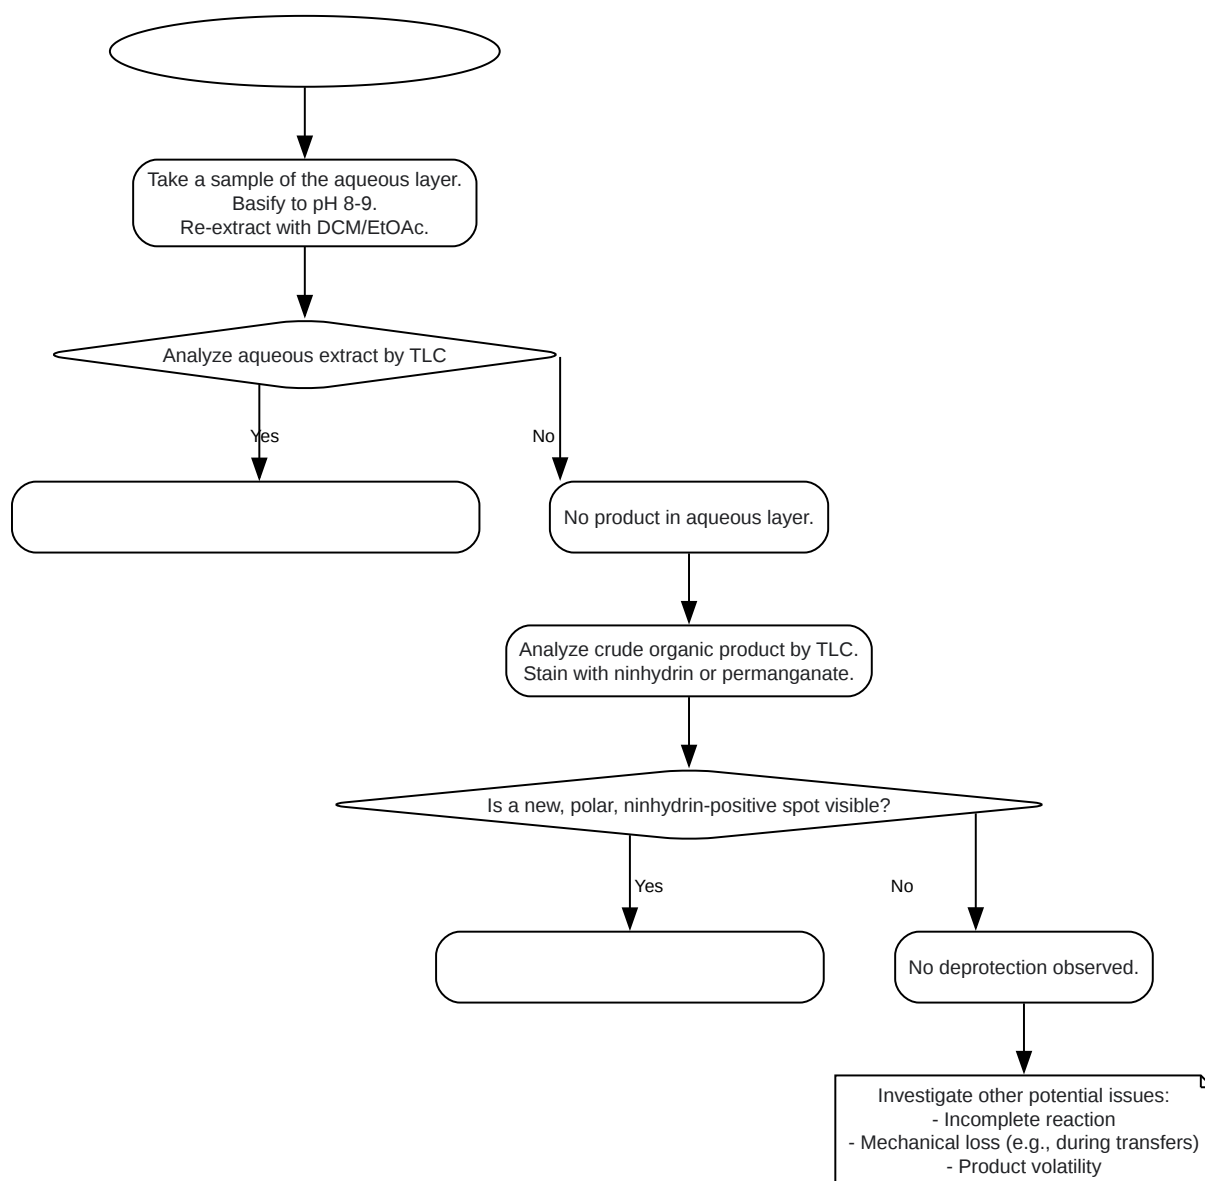 Take a sample of the aqueous layer.
Basify to pH 8-9.
Re-extract with DCM/EtOAc.
Analyze aqueous extract by TLC
Yes
No
No product in aqueous layer.
Analyze crude organic product by TLC.
Stain with ninhydrin or permanganate.
Is a new, polar, ninhydrin-positive spot visible?
Yes
No
No deprotection observed.
Investigate other potential issues:
- Incomplete reaction
- Mechanical loss (e.g., during transfers)
- Product volatility